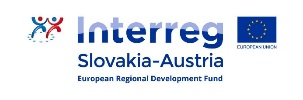 Interreg
EUROPEAN UNION
Slovakia-Austria
European Regional Development Fund